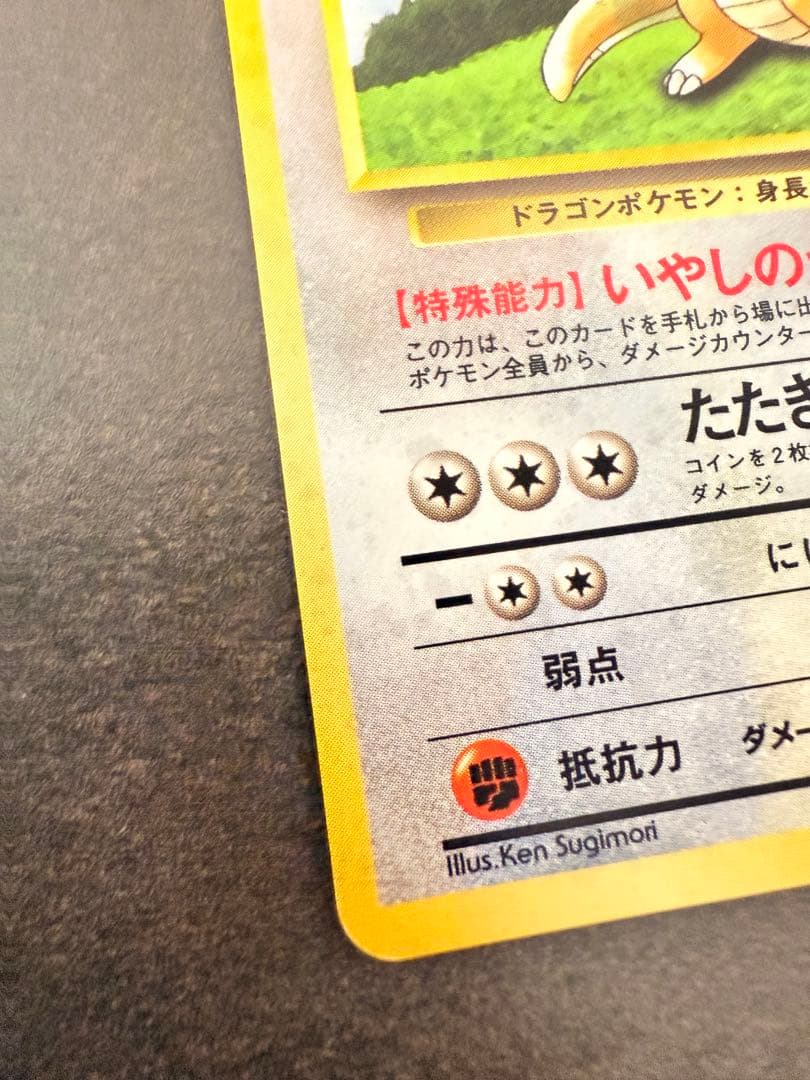 ドラゴンポケモン：身長
【特殊能力】いやしの
この力は、このカードを手札から場に出
ポケモン全員から、ダメージカウンター
たたき
コインを2枚
ダメージ。
に
弱点
抵抗力 ダメー
Illus.Ken Sugimori